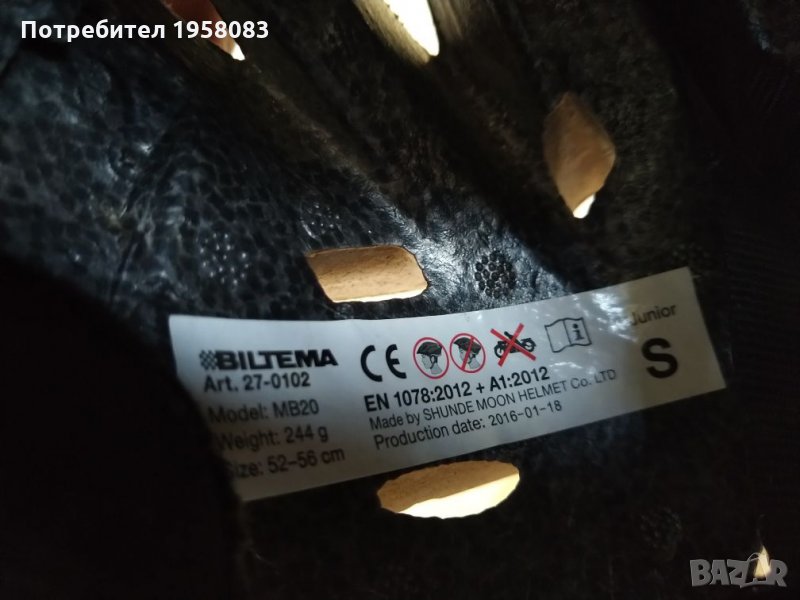 Потребител 1958083
BILTEMA
Art. 27-0102
Model: MB20
Weight: 244 g
Size: 52-56 cm
CE
EN 1078:2012 + A1:2012
Made by SHUNDE MOON HELMET Co. LTD
Production date: 2016-01-18
Junior
S
BAZAR